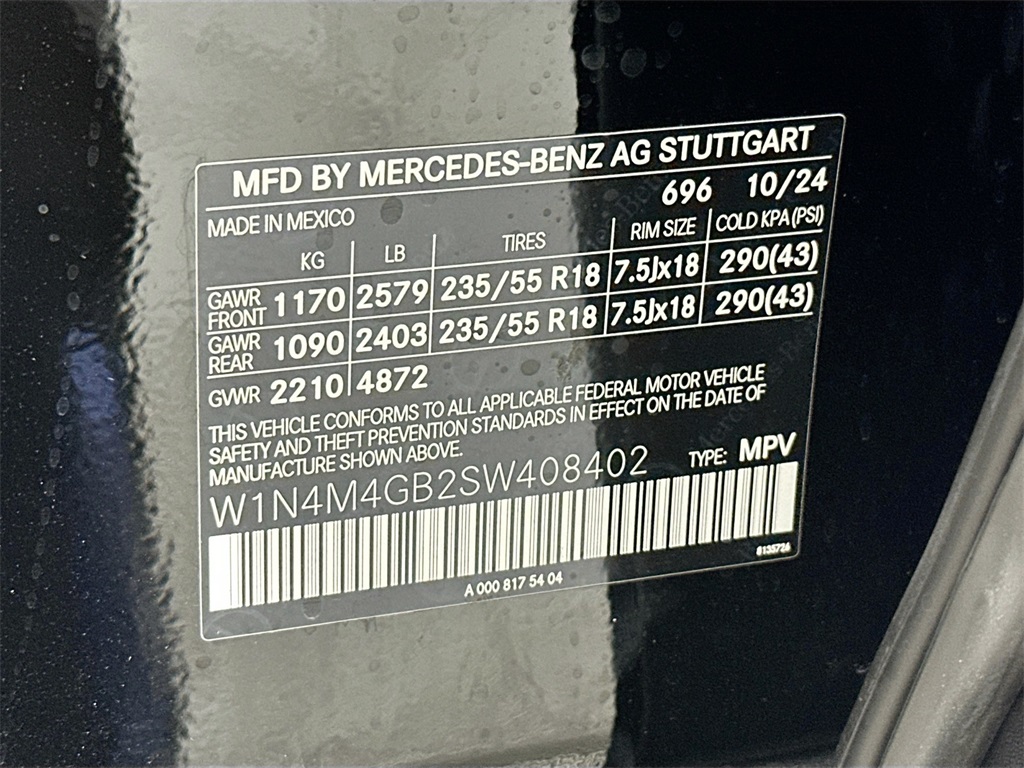 MFD BY MERCEDES-BENZ AG STUTTGART
696 10/24
MADE IN MEXICO
KG LB TIRES RIM SIZE COLD KPA(PSI)
GAWR FRONT 1170 2579 235/55 R18 7.5Jx18 290(43)
GAWR REAR 1090 2403 235/55 R18 7.5Jx18 290(43)
GVWR 2210 4872
THIS VEHICLE CONFORMS TO ALL APPLICABLE FEDERAL MOTOR VEHICLE
SAFETY AND THEFT PREVENTION STANDARDS IN EFFECT ON THE DATE OF
MANUFACTURE SHOWN ABOVE.
W1N4M4GB2SW408402 TYPE: MPV
A 000 817 54 04